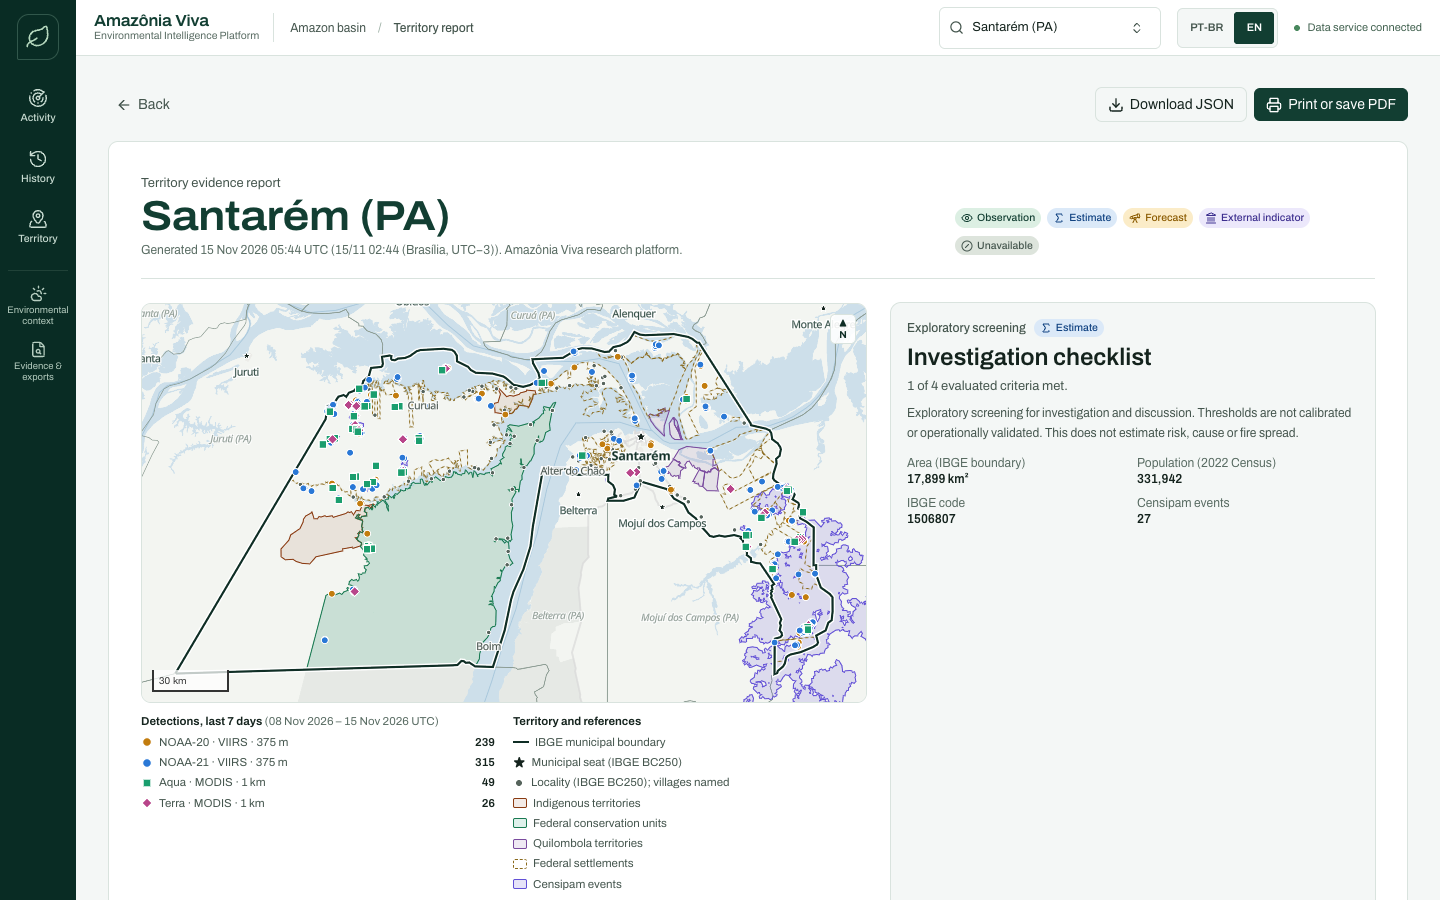 Amazônia Viva
Environmental Intelligence Platform
Amazon basin / Territory report
Santarém (PA)
PT-BR EN
Data service connected
Activity
History
Territory
Environmental
context
Evidence &
exports
Back
Download JSON
Print or save PDF
Territory evidence report
Santarém (PA)
Generated 15 Nov 2026 05:44 UTC (15/11 02:44 (Brasília, UTC−3)). Amazônia Viva research platform.
Observation
Estimate
Forecast
External indicator
Unavailable
Curuá (PA)
Alenquer
Monte A
N
Juruti
Juruti (PA)
Curuai
Santarém
Alter do Chão
Belterra
Mojuí dos Campos
Belterra (PA)
Mojuí dos Campos (PA)
Boim
30 km
Detections, last 7 days (08 Nov 2026 – 15 Nov 2026 UTC)
NOAA-20 · VIIRS · 375 m 239
NOAA-21 · VIIRS · 375 m 315
Aqua · MODIS · 1 km 49
Terra · MODIS · 1 km 26
Territory and references
IBGE municipal boundary
Municipal seat (IBGE BC250)
Locality (IBGE BC250); villages named
Indigenous territories
Federal conservation units
Quilombola territories
Federal settlements
Censipam events
Exploratory screening Estimate
Investigation checklist
1 of 4 evaluated criteria met.
Exploratory screening for investigation and discussion. Thresholds are not calibrated
or operationally validated. This does not estimate risk, cause or fire spread.
Area (IBGE boundary)
17,899 km²
Population (2022 Census)
331,942
IBGE code
1506807
Censipam events
27